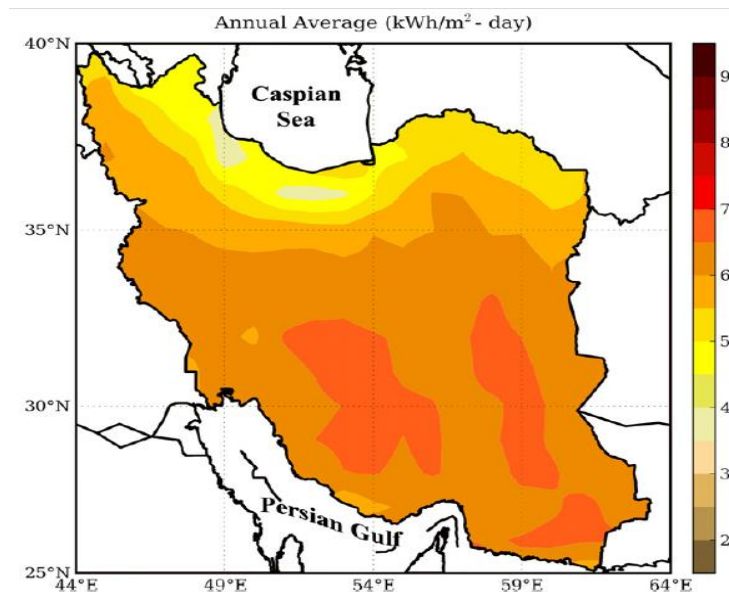 Annual Average (kWh/m²- day)
40°N
35°N
30°N
25°N
44°E
49°E
54°E
59°E
64°E
Caspian
Sea
Persian Gulf
9
8
7
6
5
4
3
2